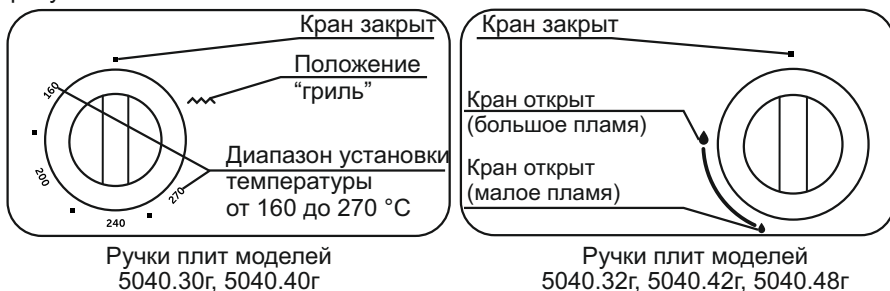 Кран закрыт
Положение
“гриль”
160
200
240
270
Диапазон установки
температуры
от 160 до 270 °C
Ручки плит моделей
5040.30г, 5040.40г
Кран закрыт
Кран открыт
(большое пламя)
Кран открыт
(малое пламя)
Ручки плит моделей
5040.32г, 5040.42г, 5040.48г